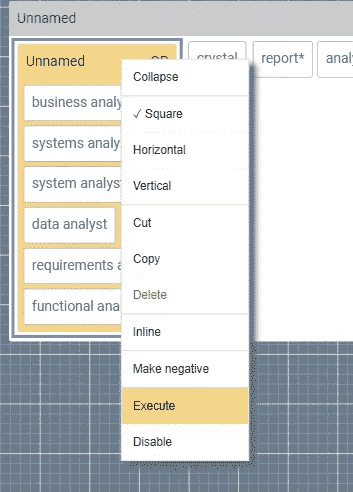 Unnamed
Unnamed OR
crystal report* analy
business analy
systems analys
system analyst
data analyst
requirements a
functional ana
Collapse
✓ Square
Horizontal
Vertical
Cut
Copy
Delete
Inline
Make negative
Execute
Disable